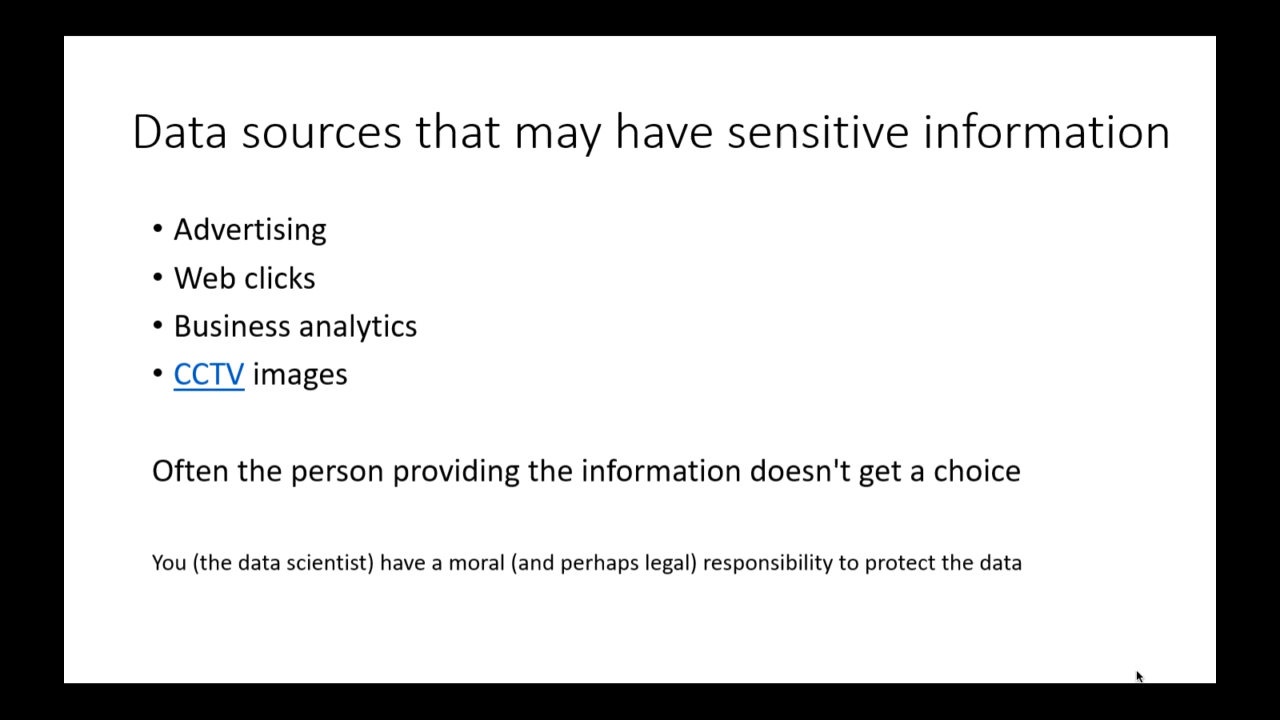 Data sources that may have sensitive information
• Advertising
• Web clicks
• Business analytics
• CCTV images
Often the person providing the information doesn't get a choice
You (the data scientist) have a moral (and perhaps legal) responsibility to protect the data